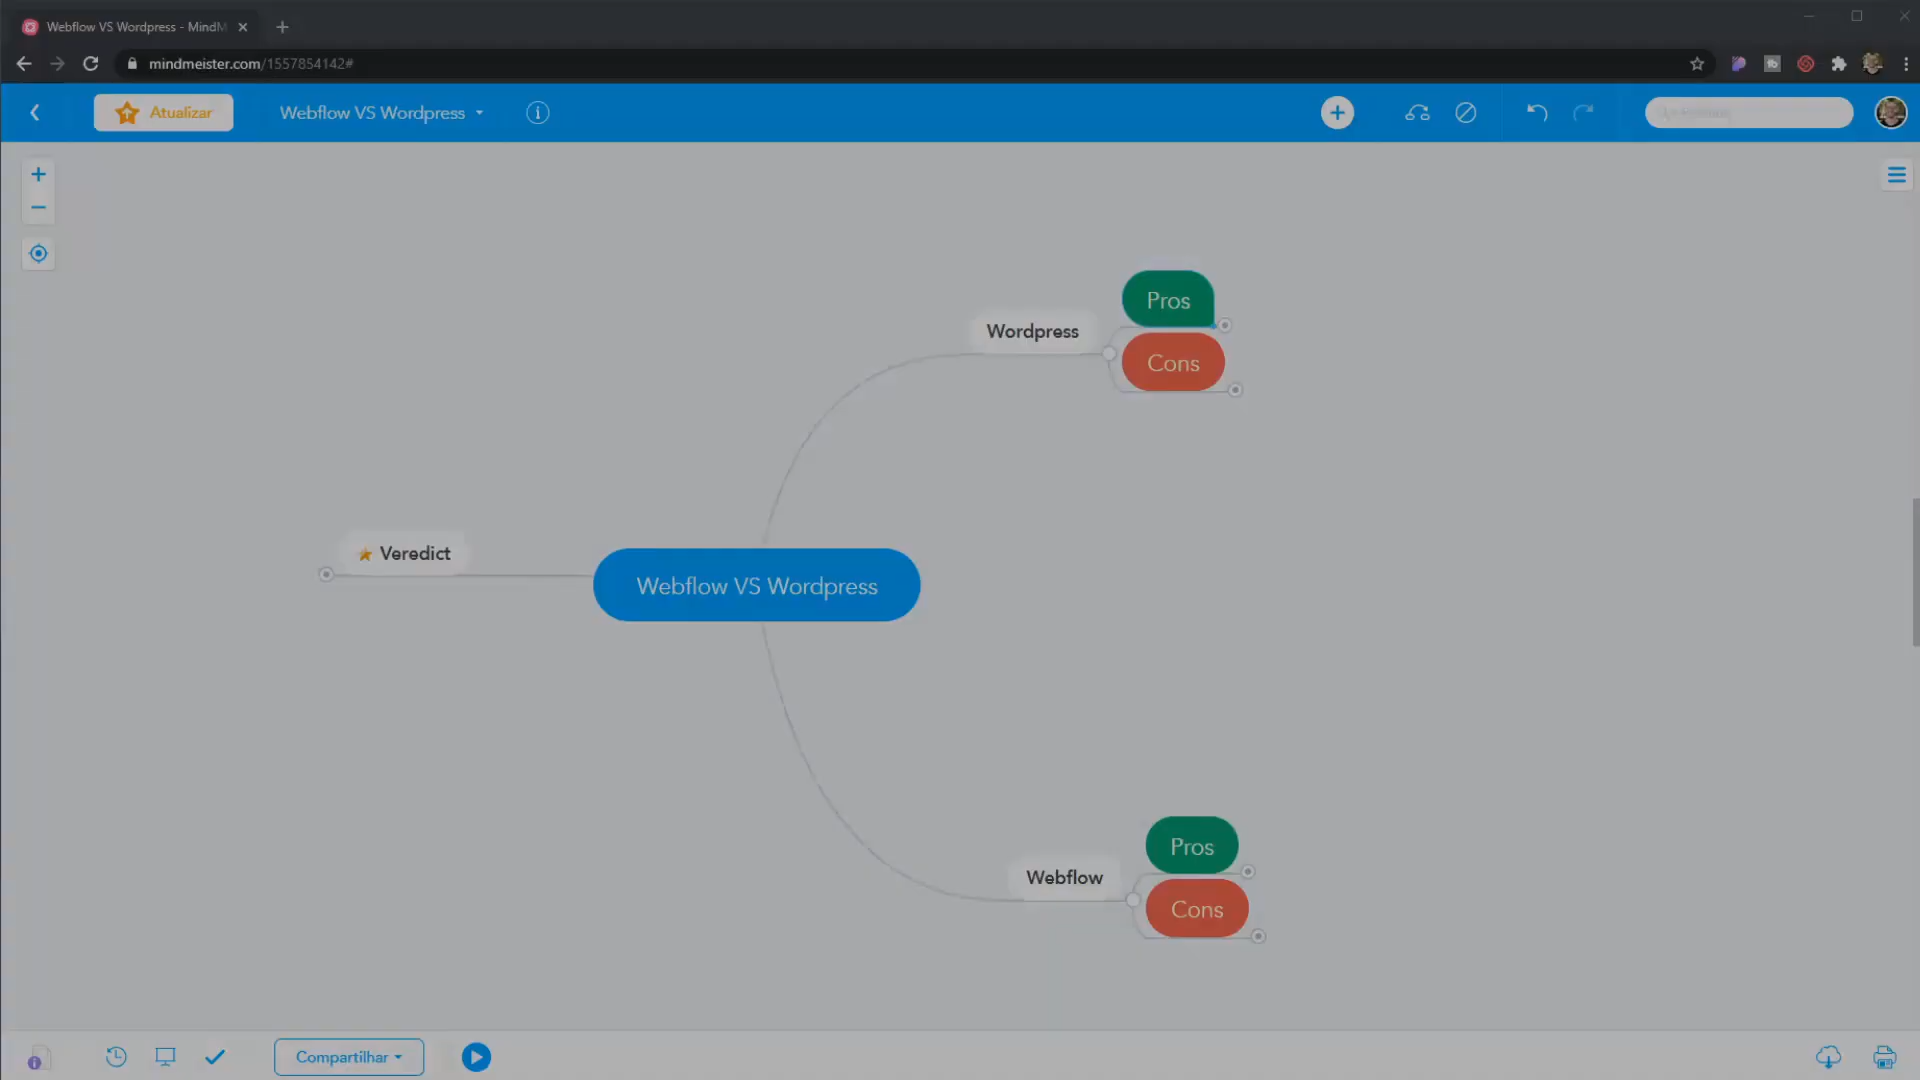 Webflow VS Wordpress - MindM
mindmeister.com/1557854142#
Atualizar
Webflow VS Wordpress
Pros
Wordpress
Cons
Veredict
Webflow VS Wordpress
Pros
Webflow
Cons
Compartilhar